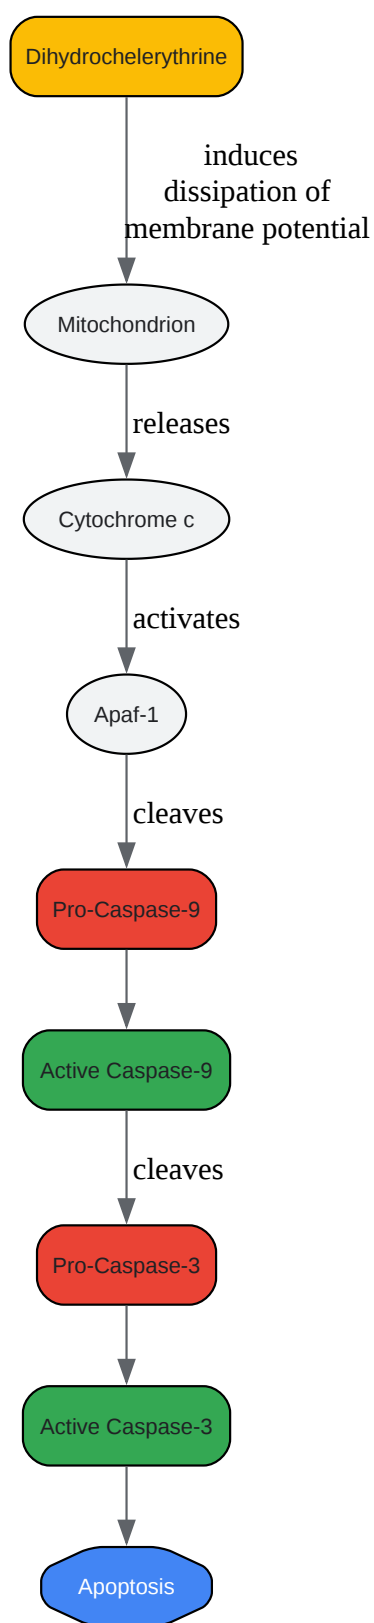 Dihydrochelerythrine
induces
dissipation of
membrane potential
Mitochondrion
releases
Cytochrome c
activates
Apaf-1
cleaves
Pro-Caspase-9
Active Caspase-9
cleaves
Pro-Caspase-3
Active Caspase-3
Apoptosis